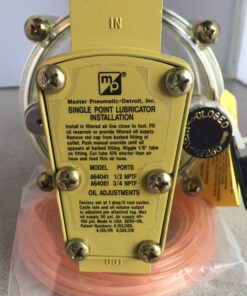 IN
mp
Master Pneumatic-Detroit, Inc.
SINGLE POINT LUBRICATOR
INSTALLATION
Install in filtered air line close to tool. Fill
oil reservoir or provide filtered oil supply.
Remove red cap from barbed fitting at
outlet. Push manual override until oil
appears at barbed fitting. Wiggle 1/8" tube
on fitting. Cut tube 10% shorter than air
hose and feed thru air hose.
MODEL PORTS
A64041 1/2 NPTF
A64061 3/4 NPTF
OIL ADJUSTMENTS
Factory set at 1 drop/5 tool cycles.
Cycle rate and oil volume output
is adjusted per attached tag. Max
oil supply 50 psi. Air supply
psi. Made in USA. SERV-OIL
Patent Numbers.
OUT
CLOSED
OPEN